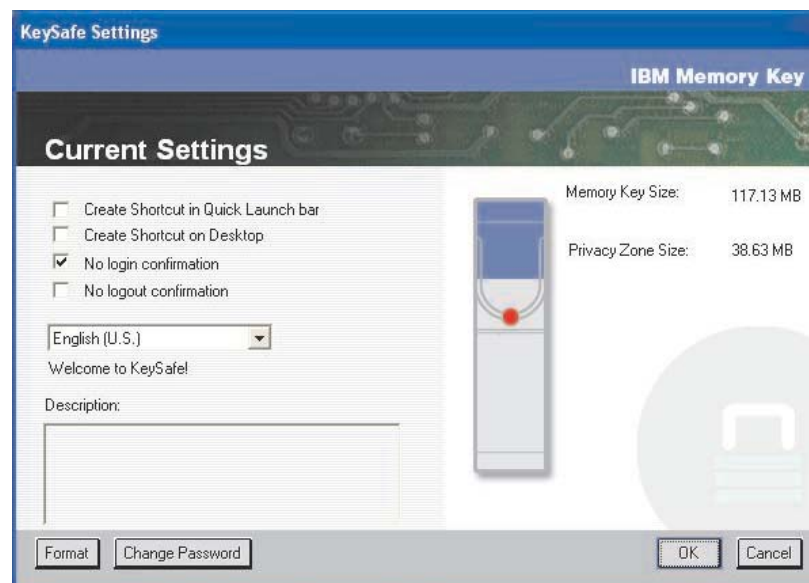 KeySafe Settings
IBM Memory Key
Current Settings
Create Shortcut in Quick Launch bar
Create Shortcut on Desktop
No login confirmation
No logout confirmation
English (U.S.)
Welcome to KeySafe!
Description:
Memory Key Size: 117.13 MB
Privacy Zone Size: 38.63 MB
Format Change Password OK Cancel